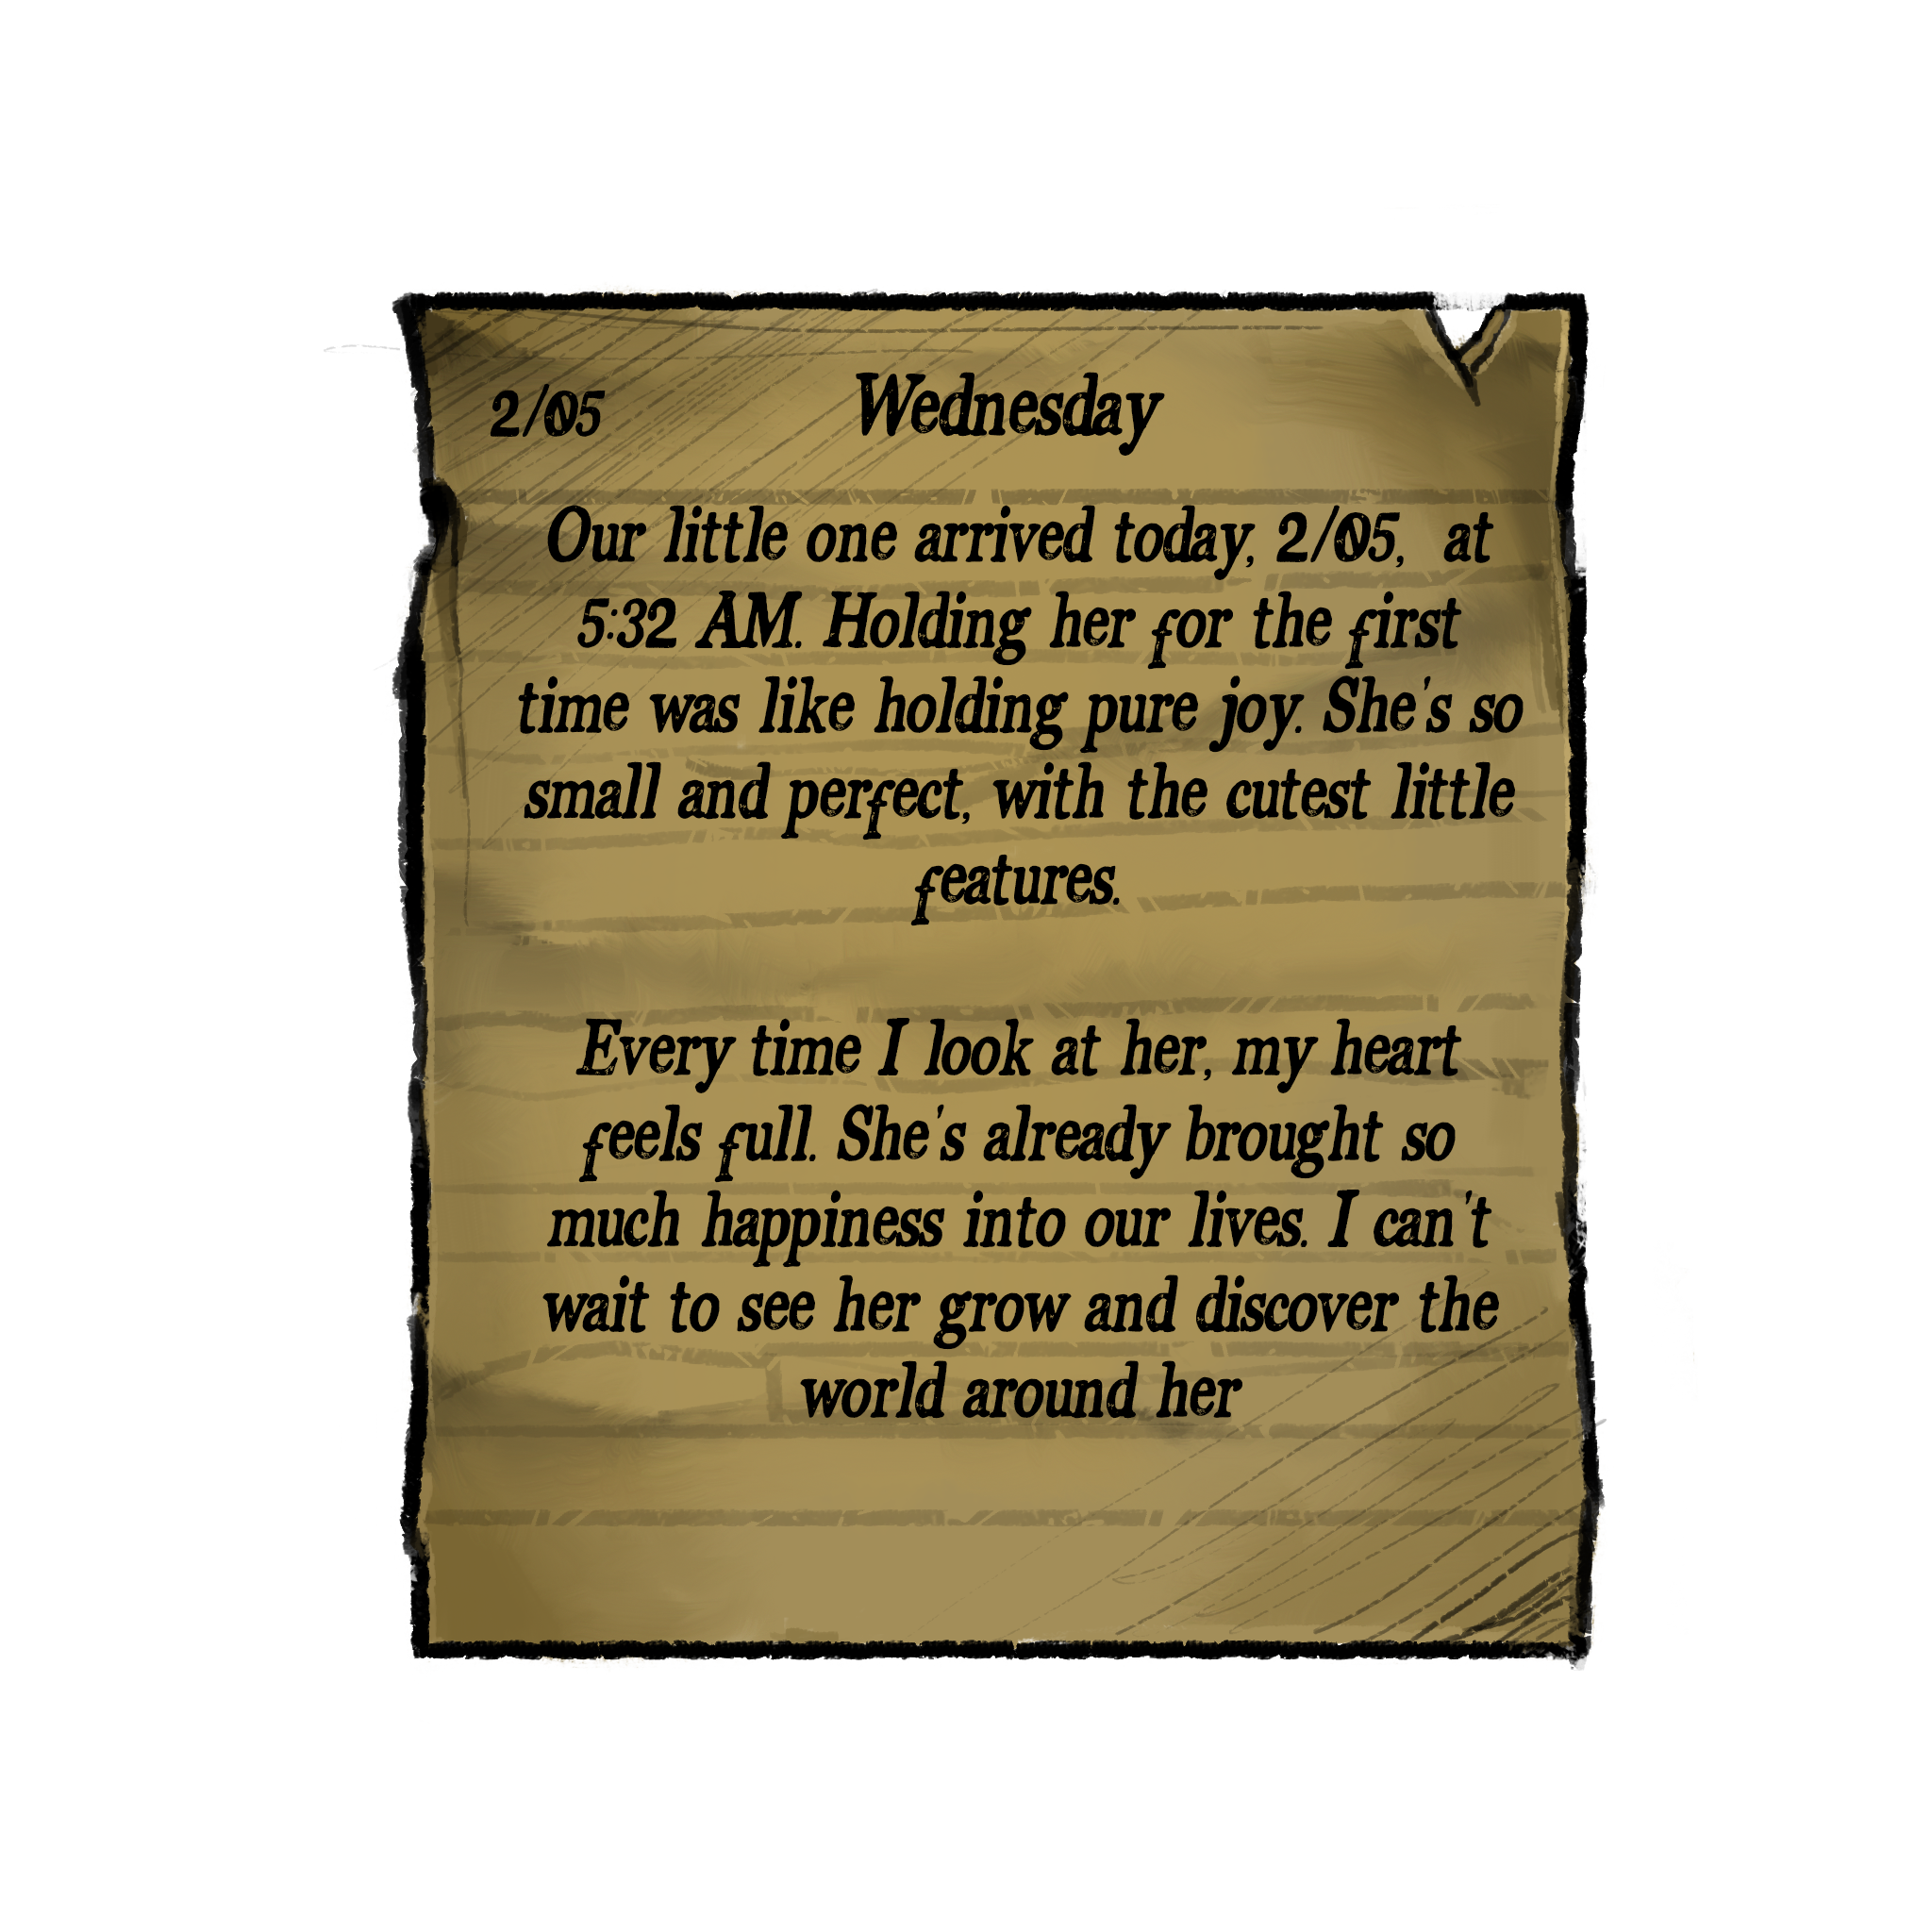 2/05 Wednesday
Our little one arrived today, 2/05, at
5:32 AM. Holding her for the first
time was like holding pure joy. She's so
small and perfect, with the cutest little
features.
Every time I look at her, my heart
feels full. She's already brought so
much happiness into our lives. I can't
wait to see her grow and discover the
world around her